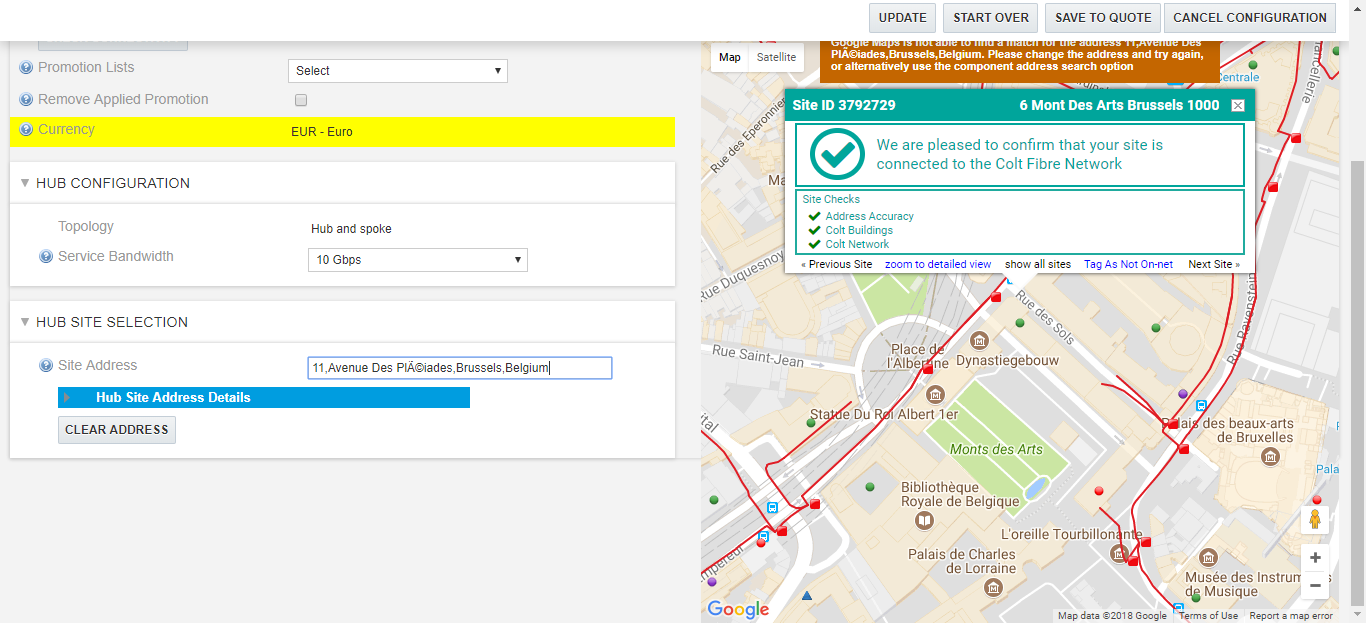 UPDATE
START OVER
SAVE TO QUOTE
CANCEL CONFIGURATION
Promotion Lists
Select
Remove Applied Promotion
Currency
EUR - Euro
HUB CONFIGURATION
Topology
Hub and spoke
Service Bandwidth
10 Gbps
HUB SITE SELECTION
Site Address
11,Avenue Des PlÃ©iades,Brussels,Belgium
Hub Site Address Details
CLEAR ADDRESS
Map
Satellite
Google Maps is not able to find a match for the address 11,Avenue Des
PlÃ©iades,Brussels,Belgium. Please change the address and try again,
or alternatively use the component address search option
Centrale
Site ID 3792729
6 Mont Des Arts Brussels 1000
We are pleased to confirm that your site is
connected to the Colt Fibre Network
Site Checks
Address Accuracy
Colt Buildings
Colt Network
« Previous Site
zoom to detailed view
show all sites
Tag As Not On-net
Next Site »
Rue des Eperonniers
Rue Duquesnoy
Rue des Sols
Rue Ravenstein
Rue Saint-Jean
Place de
l'Albertine
Dynastiegebouw
Statue Du Roi Albert 1er
Palais des beaux-arts
de Bruxelles
Monts des Arts
Bibliothèque
Royale de Belgique
L'oreille Tourbillonante
Palais de Charles
de Lorraine
Musée des Instrum
de Musique
Google
Map data ©2018 Google
Terms of Use
Report a map error